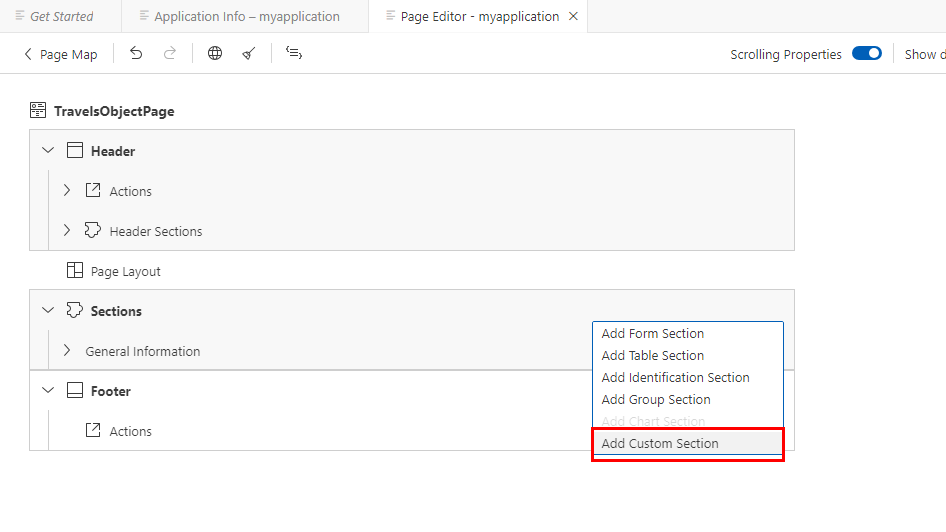 Get Started
Application Info – myapplication
Page Editor - myapplication
Page Map
Scrolling Properties
Show d
TravelsObjectPage
Header
Actions
Header Sections
Page Layout
Sections
General Information
Add Form Section
Add Table Section
Add Identification Section
Add Group Section
Add Chart Section
Add Custom Section
Footer
Actions